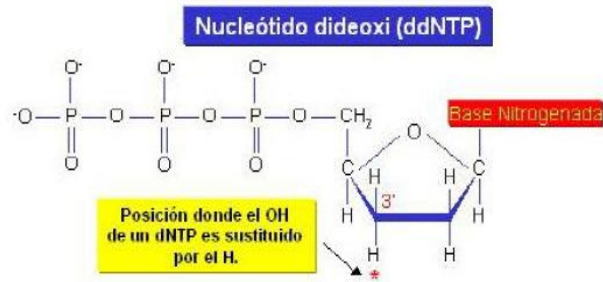 Nucleótido dideoxi (ddNTP)
O- O- O-
-O—P—O—P—O—P—O—CH2 O Base Nitrogenada
O O O C C
H H
H 3' H
H H
Posición donde el OH
de un dNTP es sustituido
por el H.
*